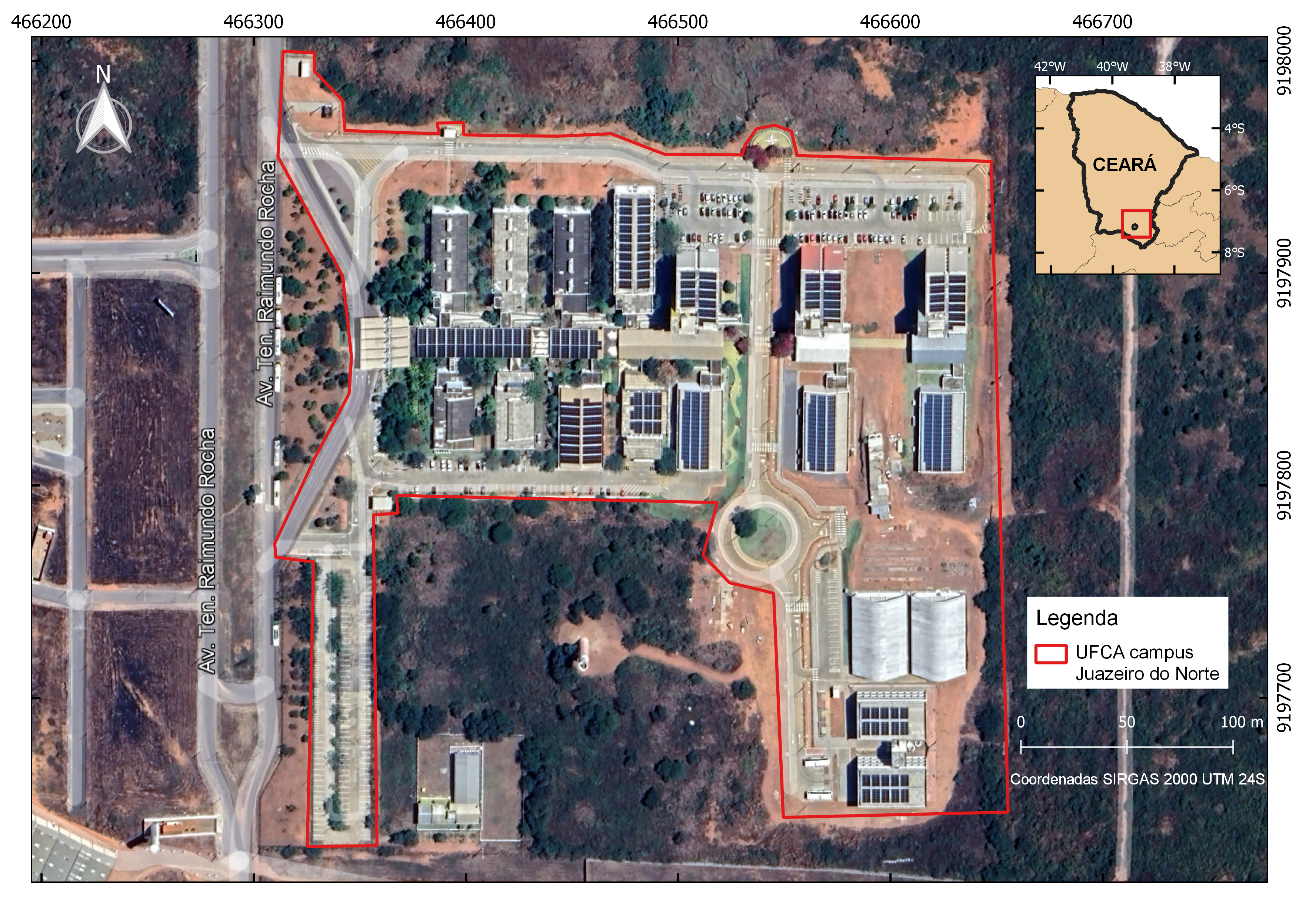 466200 466300 466400 466500 466600 466700
N
42°W 40°W 38°W
9198000
4°S
CEARÁ
6°S
8°S
Av. Ten. Raimundo Rocha
9197900
Av. Ten. Raimundo Rocha
9197800
Legenda
UFCA campus
Juazeiro do Norte
9197700
0 50 100 m
Coordenadas SIRGAS 2000 UTM 24S